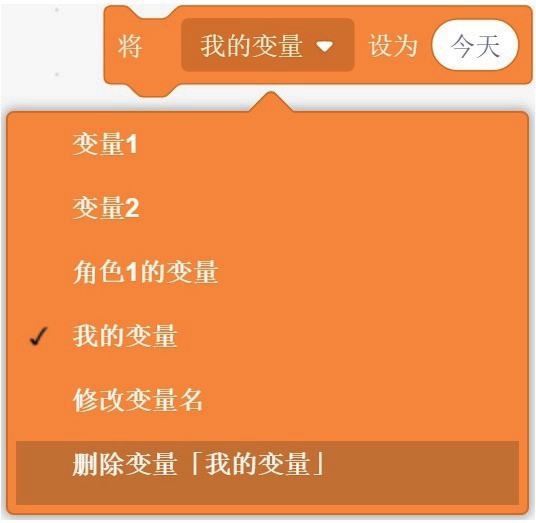 将 我的变量 设为 今天
变量1
变量2
角色1的变量
我的变量
修改变量名
删除变量「我的变量」